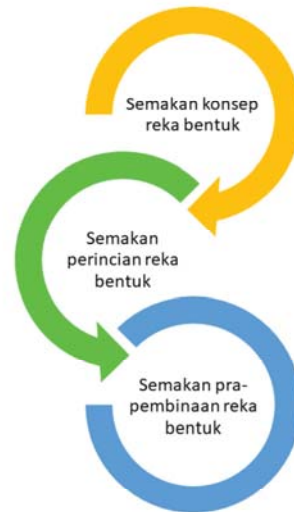 Semakan konsep
reka bentuk
Semakan
perincian reka
bentuk
Semakan pra-
pembinaan reka
bentuk